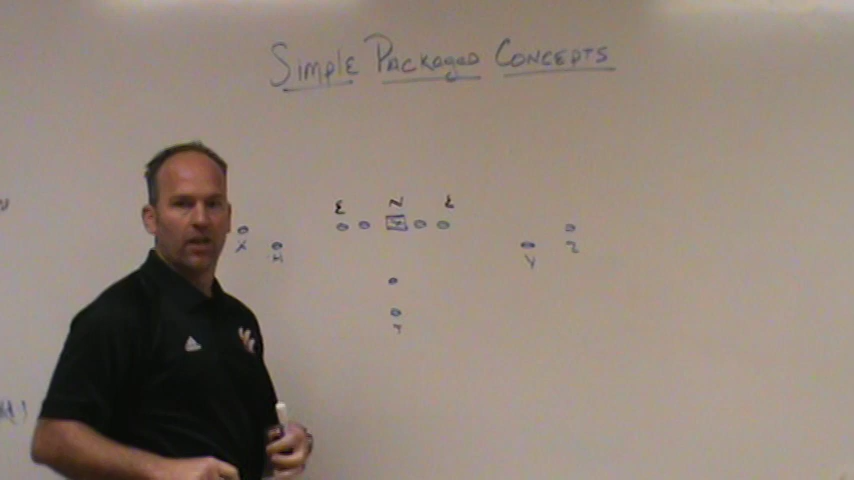 SIMPLE PACKAGED CONCEPTS
E N E
X H Y Z
T